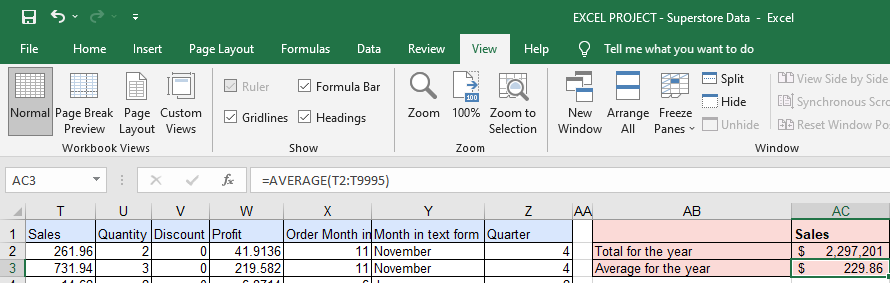 EXCEL PROJECT - Superstore Data - Excel
File Home Insert Page Layout Formulas Data Review View Help Tell me what you want to do
Normal Page Break Preview Page Layout Custom Views
Workbook Views
Ruler Formula Bar
Gridlines Headings
Show
Zoom 100% Zoom to Selection
100
Zoom
New Window Arrange All Freeze Panes
Split
Hide
Unhide
View Side by Side
Synchronous Scro
Reset Window Po
Window
AC3 fx =AVERAGE(T2:T9995)
T U V W X Y Z AA AB AC
1 Sales Quantity Discount Profit Order Month in Month in text form Quarter Sales
2 261.96 2 0 41.9136 11 November 4 Total for the year $ 2,297,201
3 731.94 3 0 219.582 11 November 4 Average for the year $ 229.86